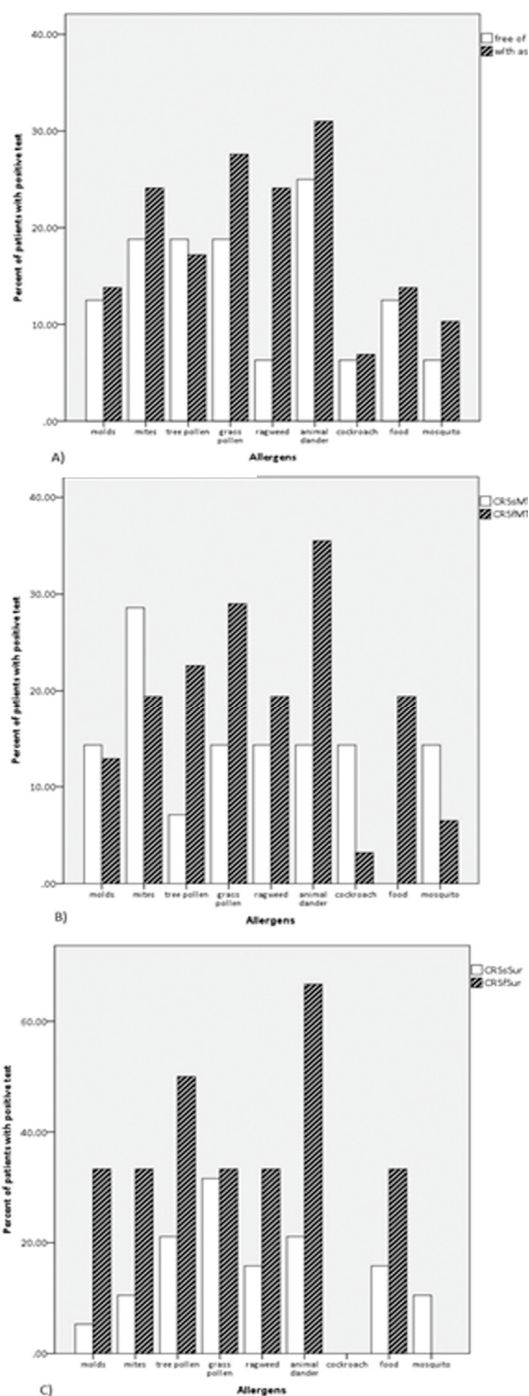 40.00
30.00
20.00
10.00
.00
Percent of patients with positive test
free of
with as
molds mites tree pollen grass pollen ragweed animal dander cockroach food mosquito
A)
Allergens
40.00
30.00
20.00
10.00
.00
Percent of patients with positive test
CRSsMT
CRSfMT
molds mites tree pollen grass pollen ragweed animal dander cockroach food mosquito
B)
Allergens
60.00
40.00
20.00
.00
Percent of patients with positive test
CRSsSur
CRSfSur
molds mites tree pollen grass pollen ragweed animal dander cockroach food mosquito
C)
Allergens